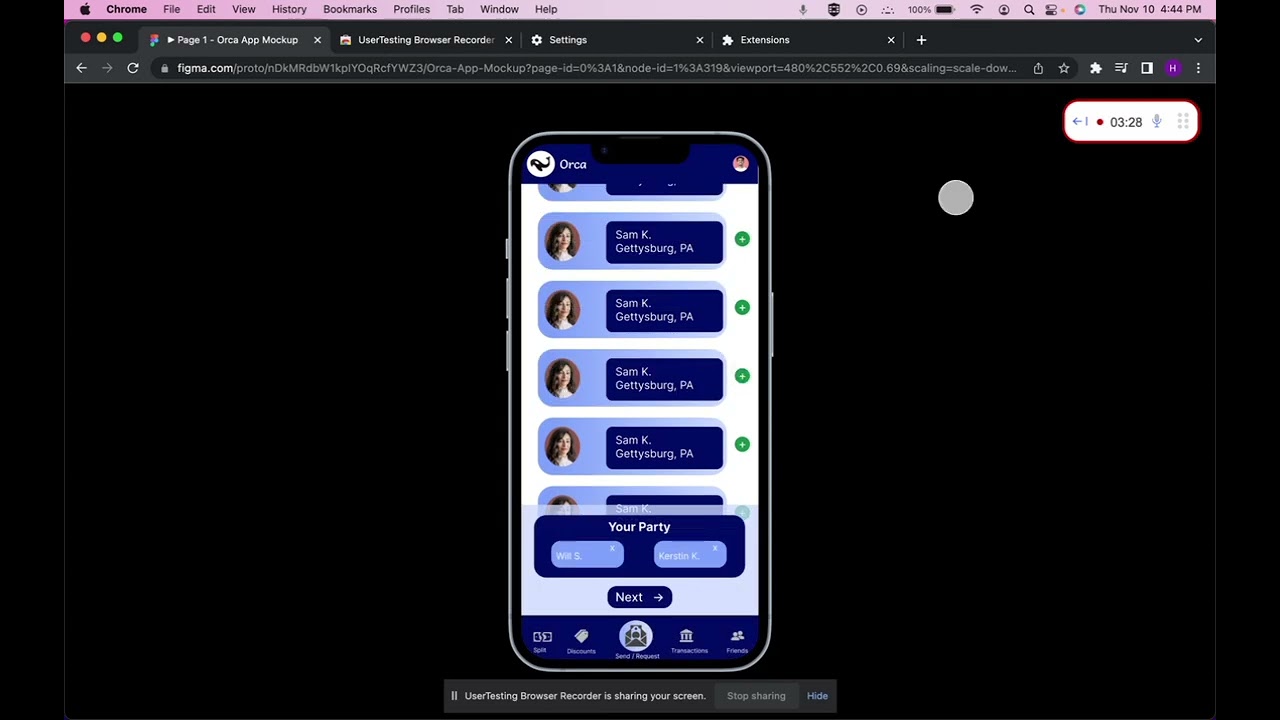 Chrome File Edit View History Bookmarks Profiles Tab Window Help 100% Thu Nov 10 4:44 PM
Page 1 - Orca App Mockup UserTesting Browser Recorder Settings Extensions
figma.com/proto/nDkMRdbW1kpIYOqRcfYWZ3/Orca-App-Mockup?page-id=0%3A1&node-id=1%3A319&viewport=480%2C552%2C0.69&scaling=scale-dow... H
03:28
Orca
Sam K.
Gettysburg, PA
Sam K.
Gettysburg, PA
Sam K.
Gettysburg, PA
Sam K.
Gettysburg, PA
Sam K.
Your Party
Will S. x Kerstin K. x
Next →
Split Discounts Send / Request Transactions Friends
UserTesting Browser Recorder is sharing your screen. Stop sharing Hide